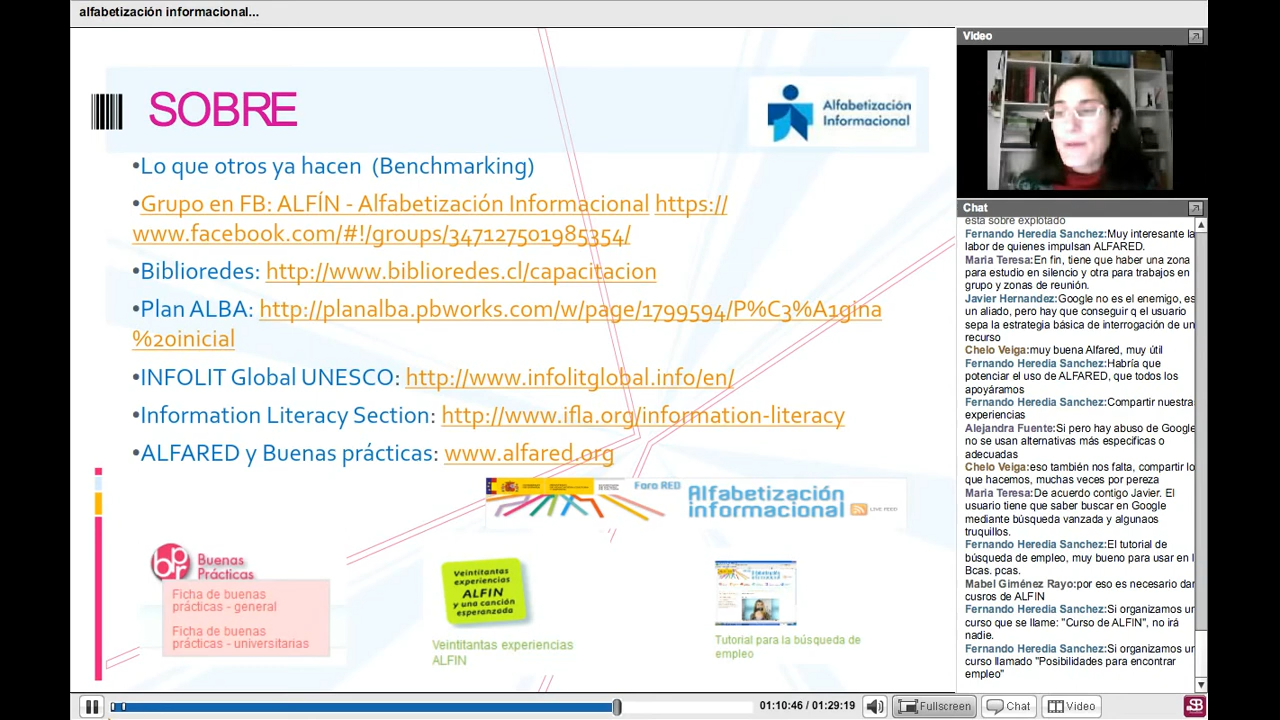 alfabetización informacional...
SOBRE
Alfabetización
Informacional
•Lo que otros ya hacen (Benchmarking)
•Grupo en FB: ALFÍN - Alfabetización Informacional https://
www.facebook.com/#!/groups/347127501985354/
•Biblioredes: http://www.biblioredes.cl/capacitacion
•Plan ALBA: http://planalba.pbworks.com/w/page/1799594/P%C3%A1gina
%20inicial
•INFOLIT Global UNESCO: http://www.infolitglobal.info/en/
•Information Literacy Section: http://www.ifla.org/information-literacy
•ALFARED y Buenas prácticas: www.alfared.org
Foro RED
Alfabetización
informacional
LIVE FEED
bpr
Buenas
Prácticas
Ficha de buenas
prácticas - general
Ficha de buenas
prácticas - universitarias
Veintitantas
experiencias
ALFIN
y una canción
esperanzada
Veintitantas experiencias
ALFIN
Tutorial para la búsqueda de
empleo
Video
Chat
esta sobre explotado
Fernando Heredia Sanchez:Muy interesante la
labor de quienes impulsan ALFARED.
Maria Teresa:En fin, tiene que haber una zona
para estudio en silencio y otra para trabajos en
grupo y zonas de reunión.
Javier Hernandez:Google no es el enemigo, es
un aliado, pero hay que conseguir q el usuario
sepa la estrategia básica de interrogación de un
recurso
Chelo Veiga:muy buena Alfared, muy útil
Fernando Heredia Sanchez:Habría que
potenciar el uso de ALFARED, que todos los
apoyáramos
Fernando Heredia Sanchez:Compartir nuestra
experiencias
Alejandra Fuente:Si pero hay abuso de Google
no se usan alternativas más especificas o
adecuadas
Chelo Veiga:eso también nos falta, compartir lo
que hacemos, muchas veces por pereza
Maria Teresa:De acuerdo contigo Javier. El
usuario tiene que saber buscar en
Google mediante búsqueda vanzada y algunaos
truquillos.
Fernando Heredia Sanchez:El tutorial de
búsqueda de empleo, muy bueno para usar en l
Bcas. pcas.
Mabel Giménez Rayo:por eso es necesario dar
cusros de ALFIN
Fernando Heredia Sanchez:Si organizamos un
curso que se llame: "Curso de ALFIN", no irá
nadie.
Fernando Heredia Sanchez:Si organizamos un
curso llamado "Posibilidades para encontrar
empleo"
01:10:46 / 01:29:19
Fullscreen
Chat
Video
SB